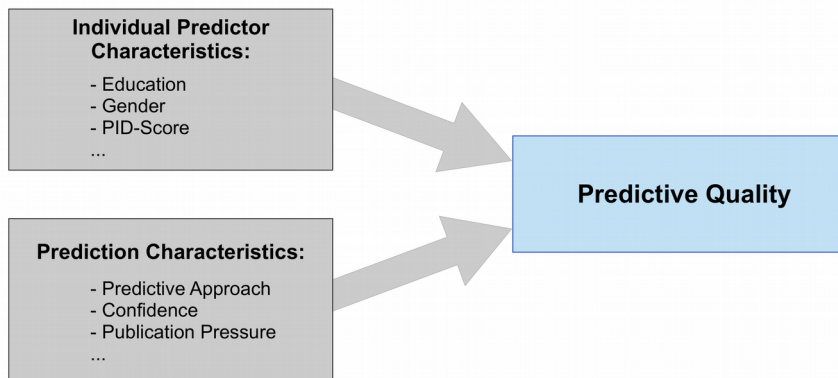 Individual Predictor
Characteristics:
- Education
- Gender
- PID-Score
...
Prediction Characteristics:
- Predictive Approach
- Confidence
- Publication Pressure
...
Predictive Quality